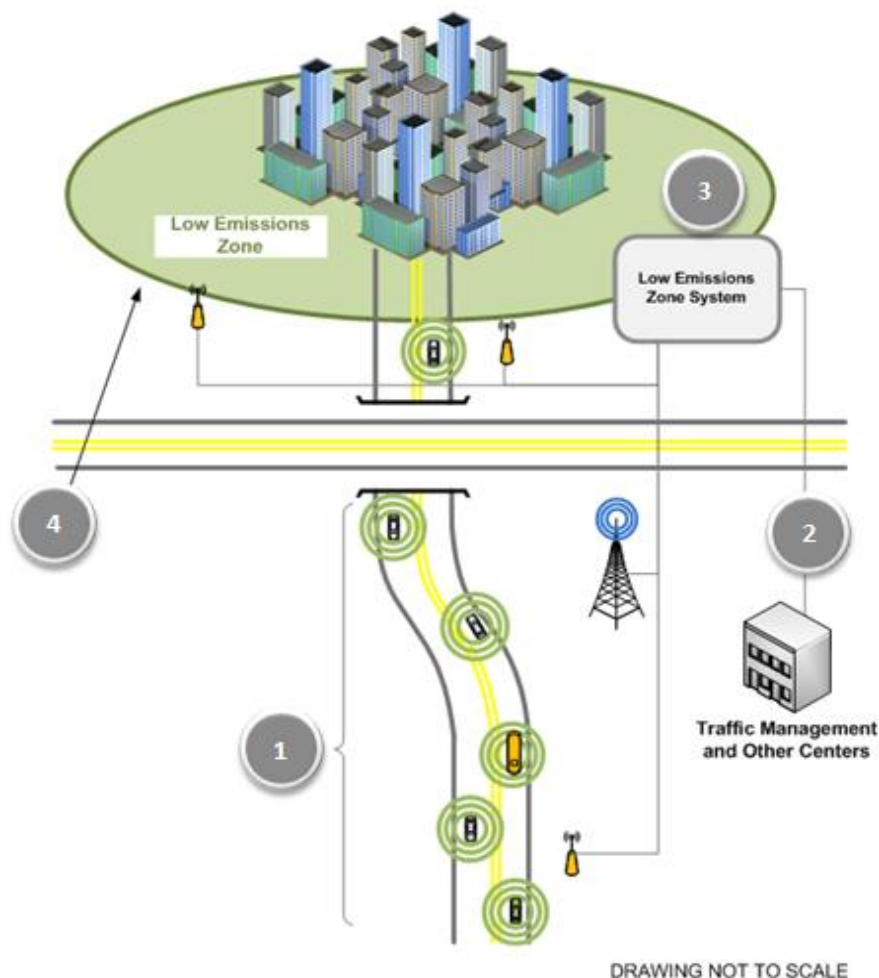 3
Low Emissions
Zone
Low Emissions
Zone System
4
2
1
Traffic Management
and Other Centers
DRAWING NOT TO SCALE